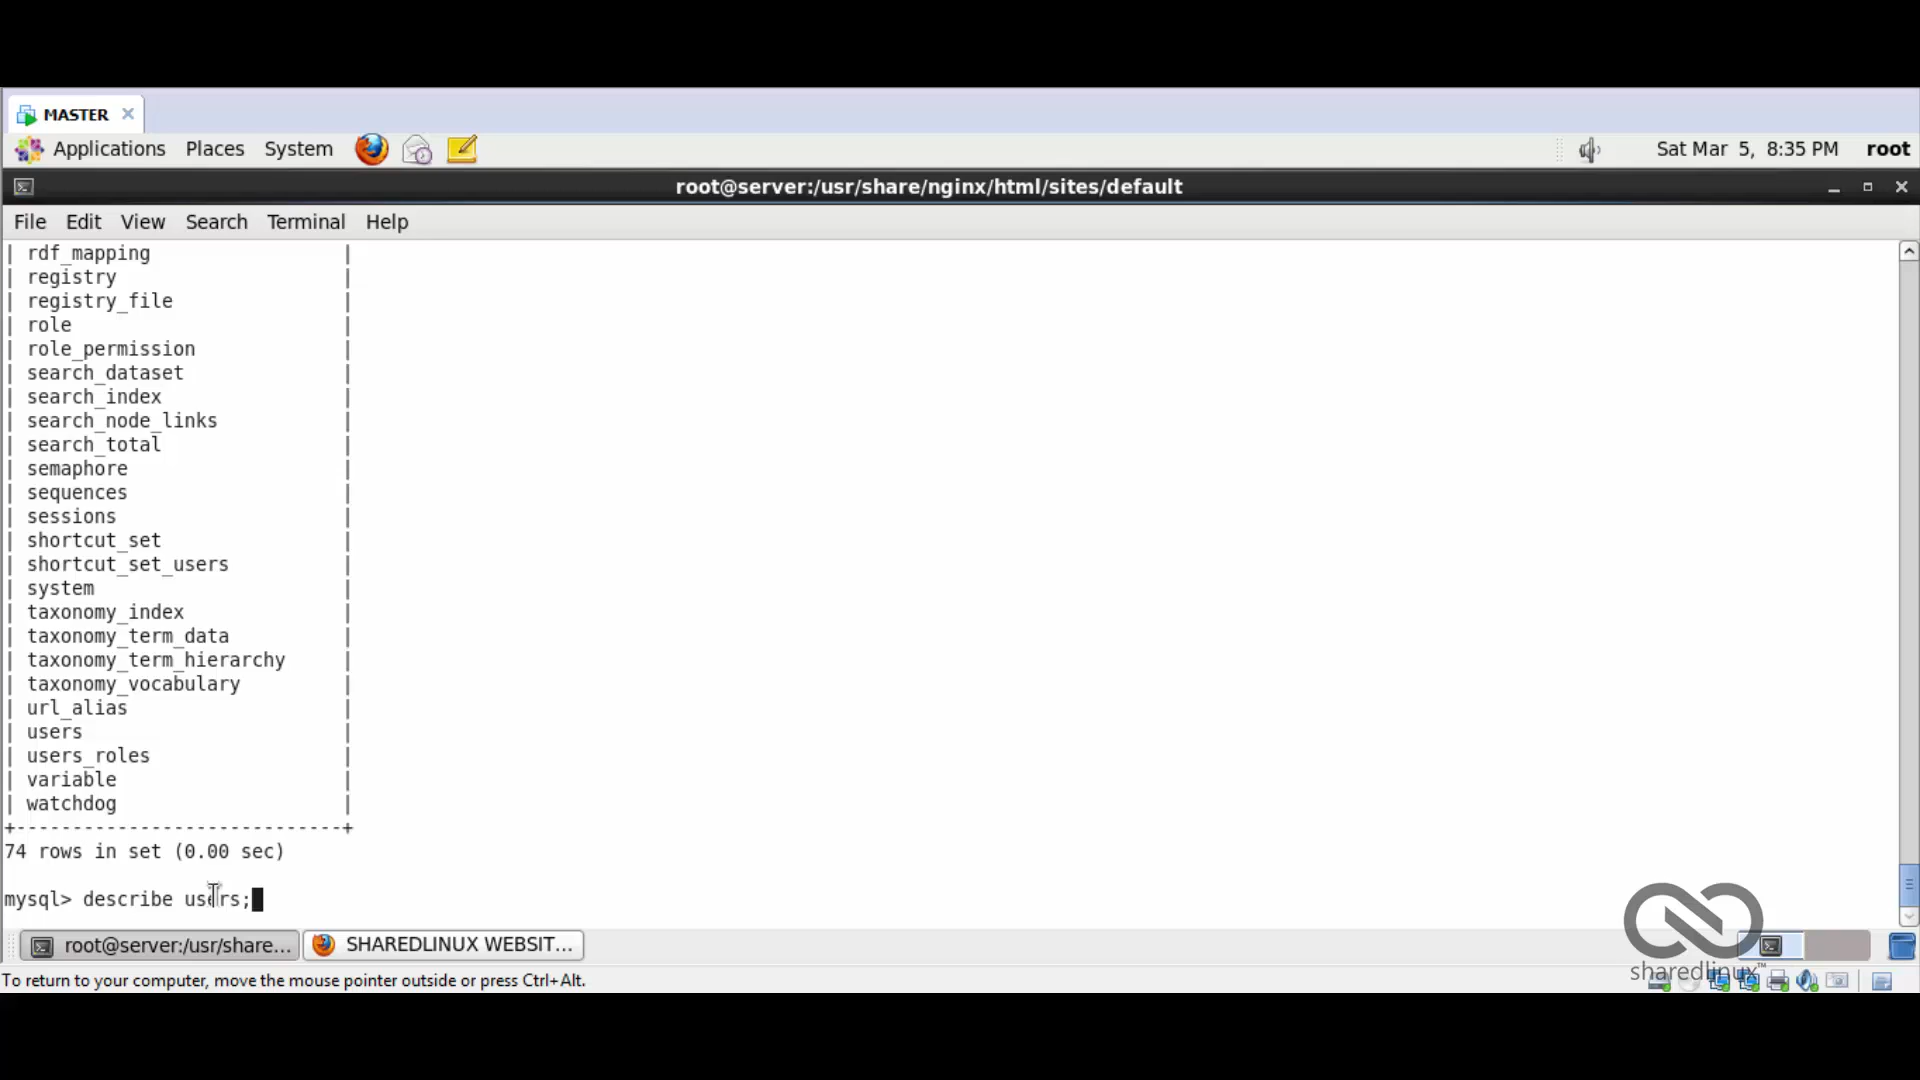 MASTER
Applications Places System Sat Mar 5, 8:35 PM root
root@server:/usr/share/nginx/html/sites/default
File Edit View Search Terminal Help
| rdf_mapping |
| registry |
| registry_file |
| role |
| role_permission |
| search_dataset |
| search_index |
| search_node_links |
| search_total |
| semaphore |
| sequences |
| sessions |
| shortcut_set |
| shortcut_set_users |
| system |
| taxonomy_index |
| taxonomy_term_data |
| taxonomy_term_hierarchy |
| taxonomy_vocabulary |
| url_alias |
| users |
| users_roles |
| variable |
| watchdog |
+-----------------------------+
74 rows in set (0.00 sec)
mysql> describe users;
root@server:/usr/share... SHAREDLINUX WEBSIT...
sharedlinux™
To return to your computer, move the mouse pointer outside or press Ctrl+Alt.